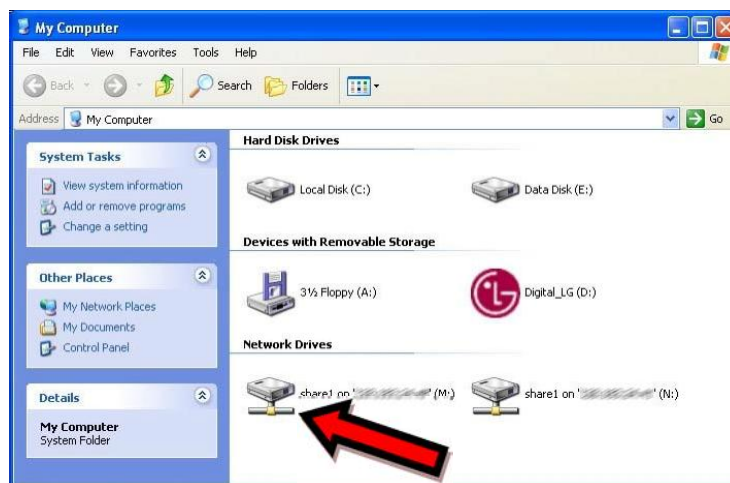 My Computer
File Edit View Favorites Tools Help
Back Search Folders
Address My Computer Go
System Tasks
View system information
Add or remove programs
Change a setting
Other Places
My Network Places
My Documents
Control Panel
Details
My Computer
System Folder
Hard Disk Drives
Local Disk (C:) Data Disk (E:)
Devices with Removable Storage
3½ Floppy (A:) Digital_LG (D:)
Network Drives
share1 on ' ' (M:) share1 on ' ' (N:)